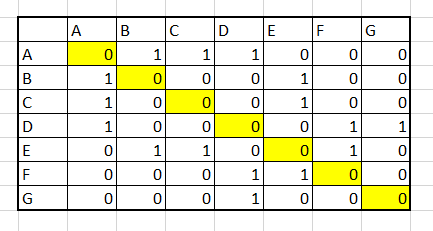 A B C D E F G
A 0 1 1 1 0 0 0
B 1 0 0 0 1 0 0
C 1 0 0 0 1 0 0
D 1 0 0 0 0 1 1
E 0 1 1 0 0 1 0
F 0 0 0 1 1 0 0
G 0 0 0 1 0 0 0